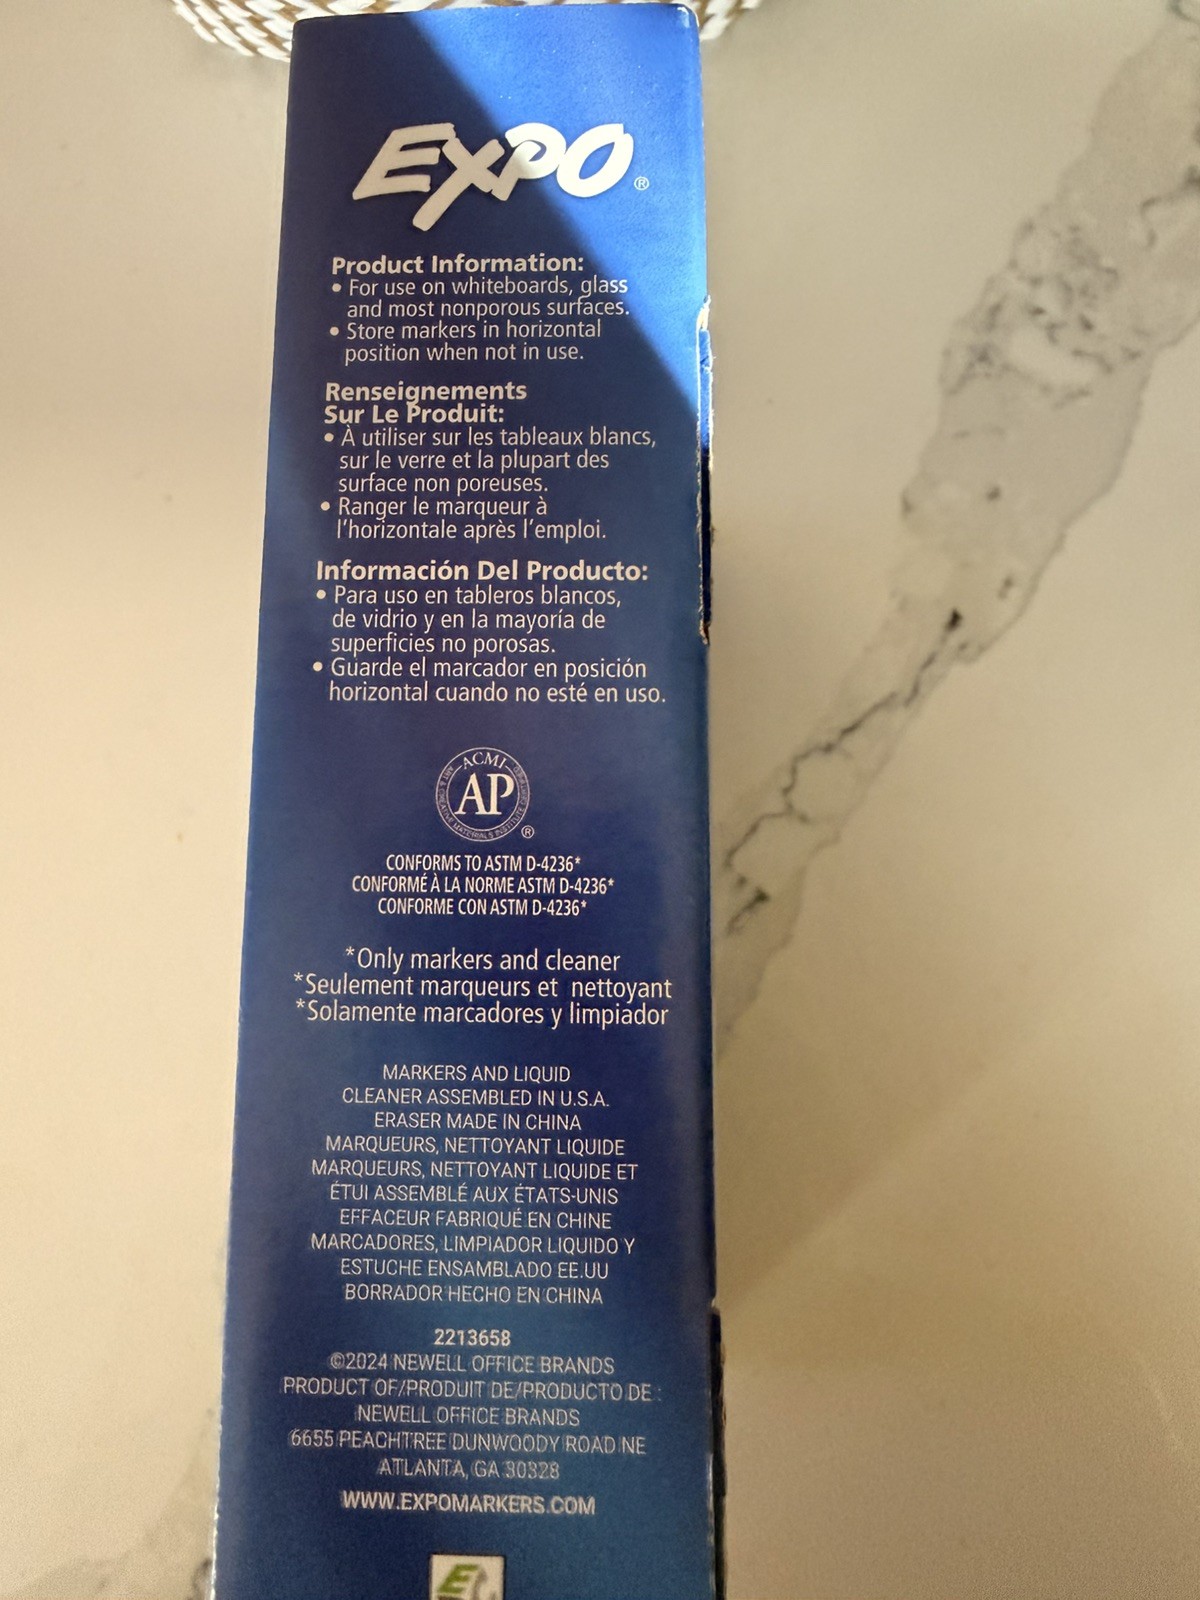 EXPO®
Product Information:
• For use on whiteboards, glass
and most nonporous surfaces.
• Store markers in horizontal
position when not in use.
Renseignements
Sur Le Produit:
• À utiliser sur les tableaux blancs,
sur le verre et la plupart des
surface non poreuses.
• Ranger le marqueur à
l'horizontale après l'emploi.
Información Del Producto:
• Para uso en tableros blancos,
de vidrio y en la mayoría de
superficies no porosas.
• Guarde el marcador en posición
horizontal cuando no esté en uso.
ACMI
AP
ART & CREATIVE MATERIALS INSTITUTE CERTIFIED
®
CONFORMS TO ASTM D-4236*
CONFORMÉ À LA NORME ASTM D-4236*
CONFORME CON ASTM D-4236*
*Only markers and cleaner
*Seulement marqueurs et nettoyant
*Solamente marcadores y limpiador
MARKERS AND LIQUID
CLEANER ASSEMBLED IN U.S.A.
ERASER MADE IN CHINA
MARQUEURS, NETTOYANT LIQUIDE
MARQUEURS, NETTOYANT LIQUIDE ET
ÉTUI ASSEMBLÉ AUX ÉTATS-UNIS
EFFACEUR FABRIQUÉ EN CHINE
MARCADORES, LIMPIADOR LIQUIDO Y
ESTUCHE ENSAMBLADO EE.UU
BORRADOR HECHO EN CHINA
2213658
©2024 NEWELL OFFICE BRANDS
PRODUCT OF/PRODUIT DE/PRODUCTO DE :
NEWELL OFFICE BRANDS
6655 PEACHTREE DUNWOODY ROAD NE
ATLANTA, GA 30328
WWW.EXPOMARKERS.COM